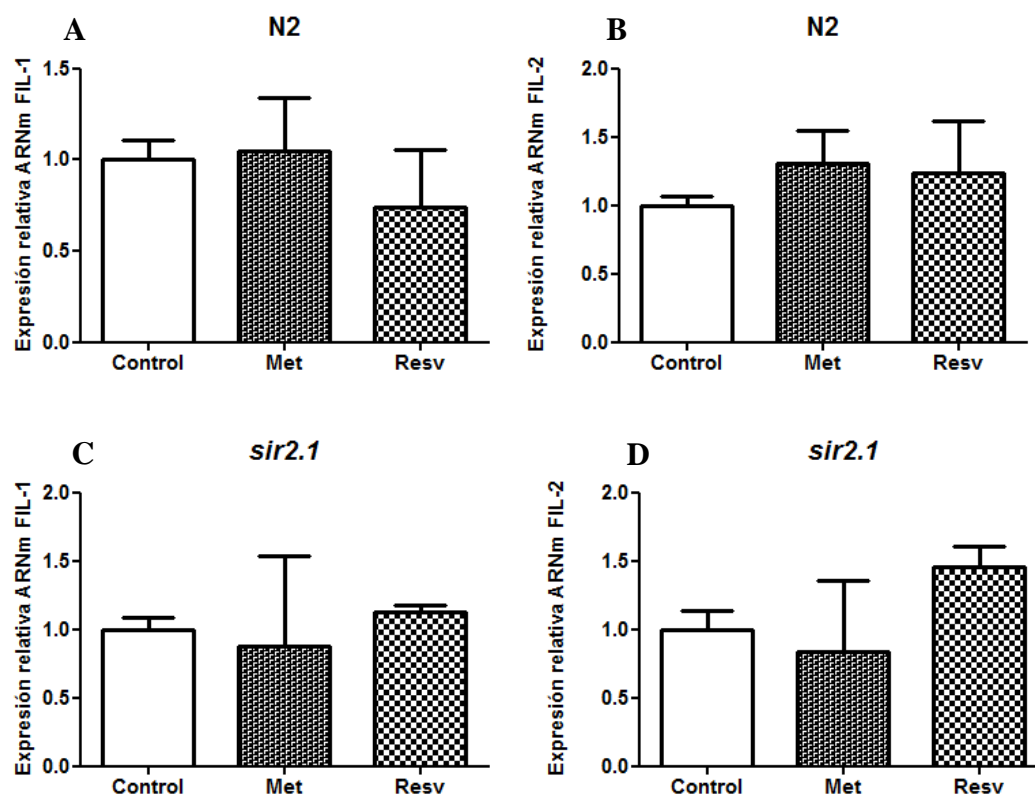 A
N2
Expresión relativa ARNm FIL-1
1.5
1.0
0.5
0.0
Control
Met
Resv
B
N2
Expresión relativa ARNm FIL-2
2.0
1.5
1.0
0.5
0.0
Control
Met
Resv
C
sir2.1
Expresión relativa ARNm FIL-1
2.0
1.5
1.0
0.5
0.0
Control
Met
Resv
D
sir2.1
Expresión relativa ARNm FIL-2
2.0
1.5
1.0
0.5
0.0
Control
Met
Resv